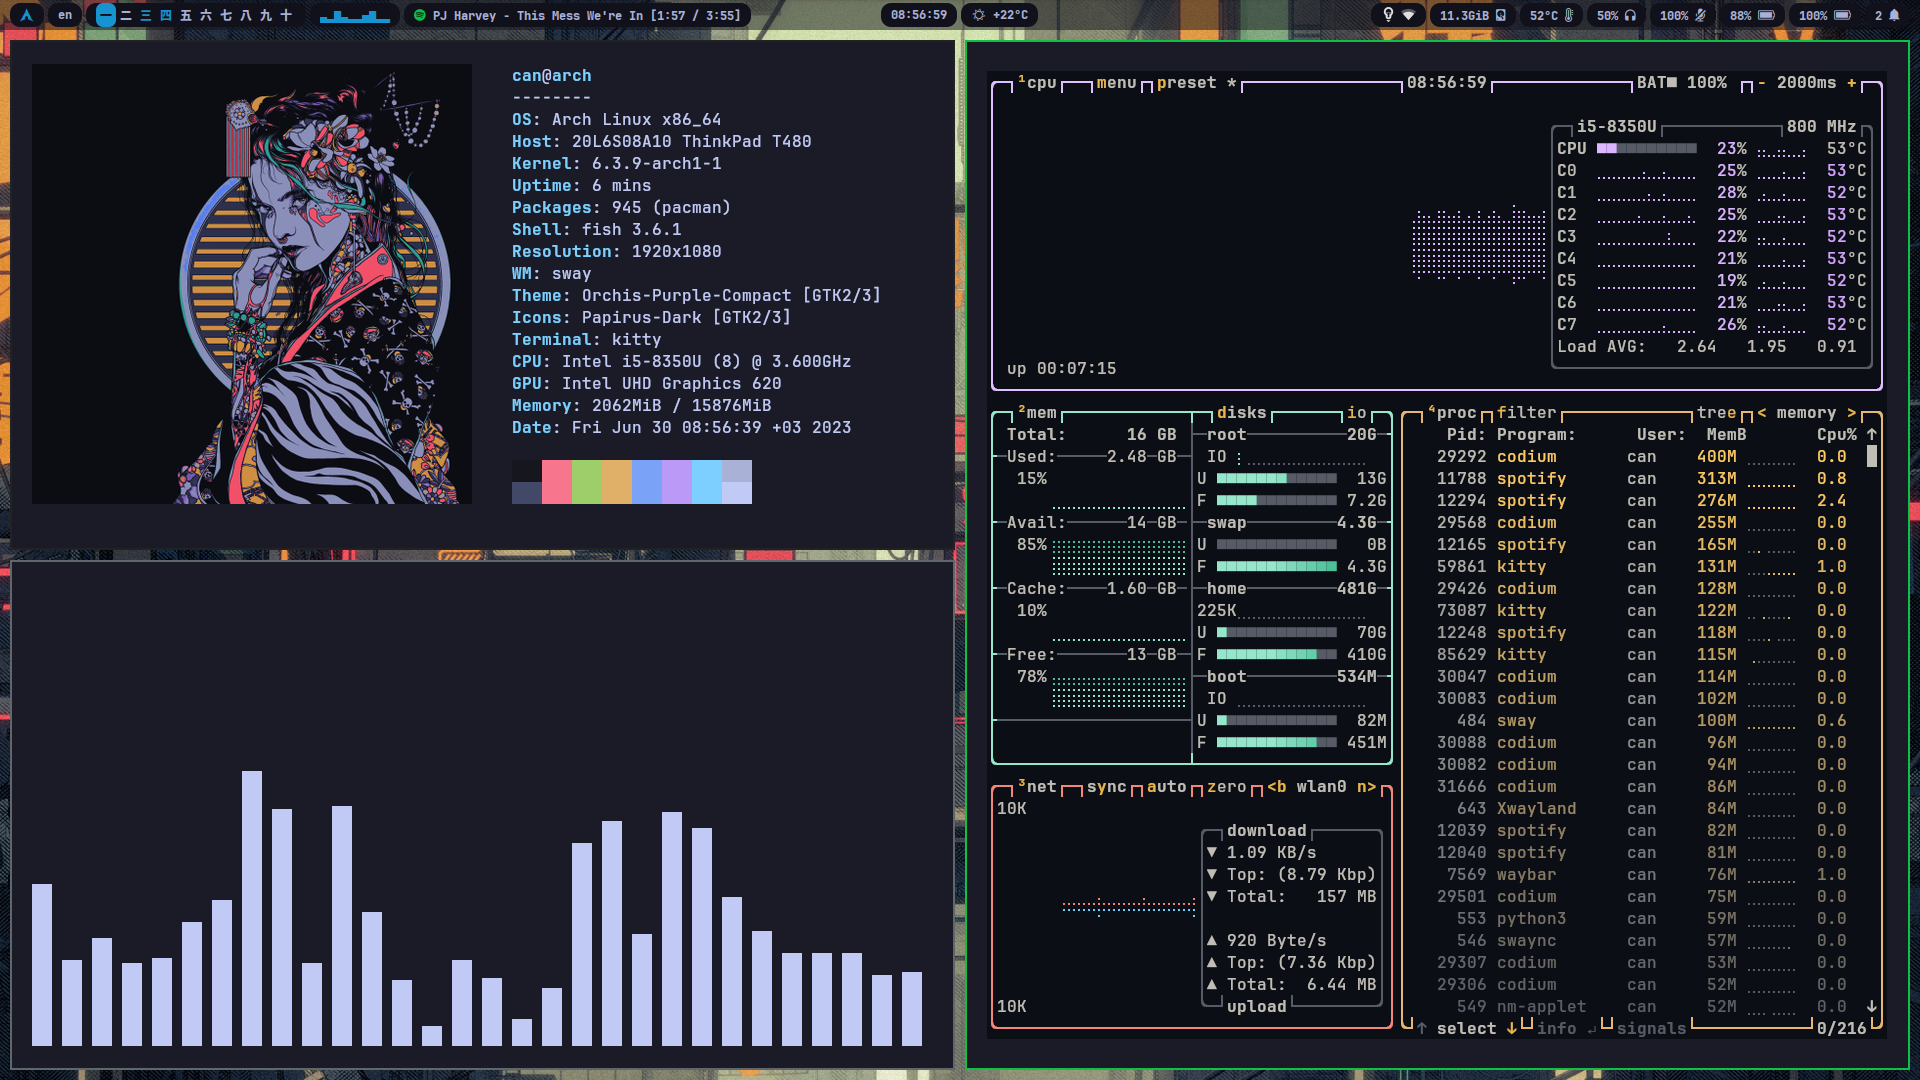 en 一 二 三 四 五 六 七 八 九 十 PJ Harvey - This Mess We're In [1:57 / 3:55] 08:56:59 +22°C 11.3GiB 52°C 50% 100% 88% 100% 2
can@arch
--------
OS: Arch Linux x86_64
Host: 20L6S08A10 ThinkPad T480
Kernel: 6.3.9-arch1-1
Uptime: 6 mins
Packages: 945 (pacman)
Shell: fish 3.6.1
Resolution: 1920x1080
WM: sway
Theme: Orchis-Purple-Compact [GTK2/3]
Icons: Papirus-Dark [GTK2/3]
Terminal: kitty
CPU: Intel i5-8350U (8) @ 3.600GHz
GPU: Intel UHD Graphics 620
Memory: 2062MiB / 15876MiB
Date: Fri Jun 30 08:56:39 +03 2023
¹cpu menu preset * 08:56:59 BAT■ 100% - 2000ms +
i5-8350U 800 MHz
CPU 23% 53°C
C0 25% 53°C
C1 28% 52°C
C2 25% 53°C
C3 22% 52°C
C4 21% 53°C
C5 19% 52°C
C6 21% 53°C
C7 26% 52°C
Load AVG: 2.64 1.95 0.91
up 00:07:15
²mem disks io
Total: 16 GB
Used: 2.48 GB
15%
Avail: 14 GB
85%
Cache: 1.60 GB
10%
Free: 13 GB
78%
root 20G
IO
U 13G
F 7.2G
swap 4.3G
U 0B
F 4.3G
home 481G
225K
U 70G
F 410G
boot 534M
IO
U 82M
F 451M
³net sync auto zero <b wlan0 n>
10K
download
▼ 1.09 KB/s
▼ Top: (8.79 Kbp)
▼ Total: 157 MB
▲ 920 Byte/s
▲ Top: (7.36 Kbp)
▲ Total: 6.44 MB
upload
10K
⁴proc filter tree < memory >
Pid: Program: User: MemB Cpu% ↑
29292 codium can 400M 0.0
11788 spotify can 313M 0.8
12294 spotify can 276M 2.4
29568 codium can 255M 0.0
12165 spotify can 165M 0.0
59861 kitty can 131M 1.0
29426 codium can 128M 0.0
73087 kitty can 122M 0.0
12248 spotify can 118M 0.0
85629 kitty can 115M 0.0
30047 codium can 114M 0.0
30083 codium can 102M 0.0
484 sway can 100M 0.6
30088 codium can 96M 0.0
30082 codium can 94M 0.0
31666 codium can 86M 0.0
643 Xwayland can 84M 0.0
12039 spotify can 82M 0.0
12040 spotify can 81M 0.0
7569 waybar can 76M 1.0
29501 codium can 75M 0.0
553 python3 can 59M 0.0
546 swaync can 57M 0.0
29307 codium can 53M 0.0
29306 codium can 52M 0.0
549 nm-applet can 52M 0.0 ↓
↑ select ↓ info ↵ signals 0/216